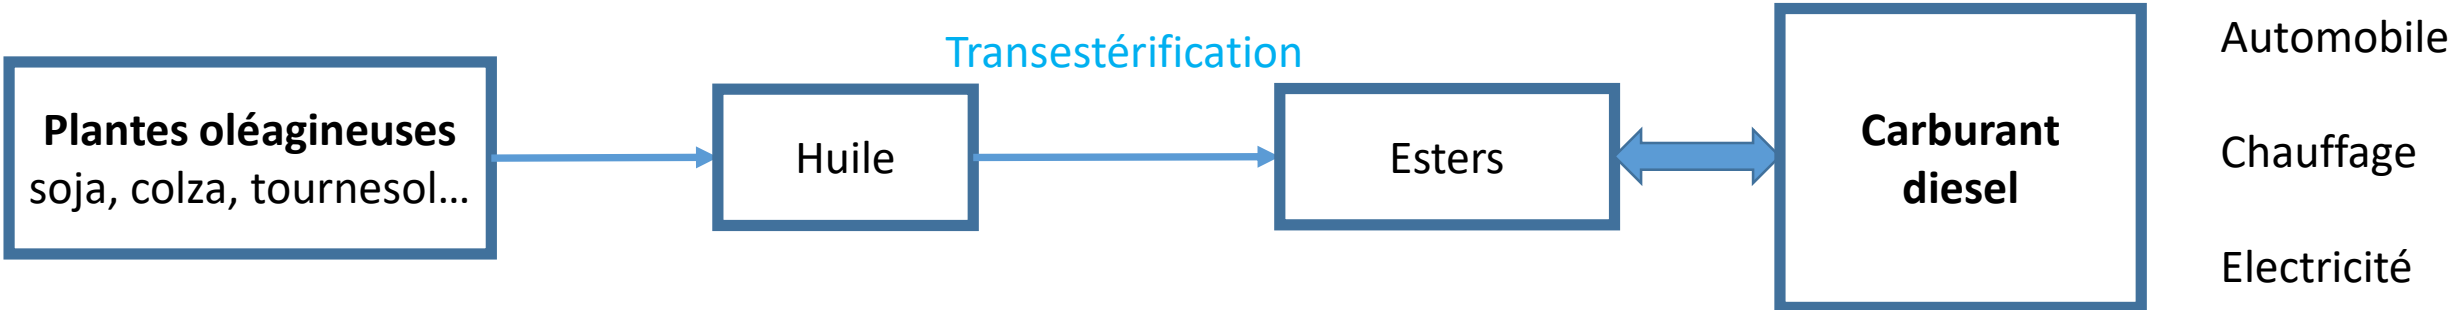 Transestérification
Plantes oléagineuses
soja, colza, tournesol…
Huile
Esters
Carburant
diesel
Automobile
Chauffage
Electricité